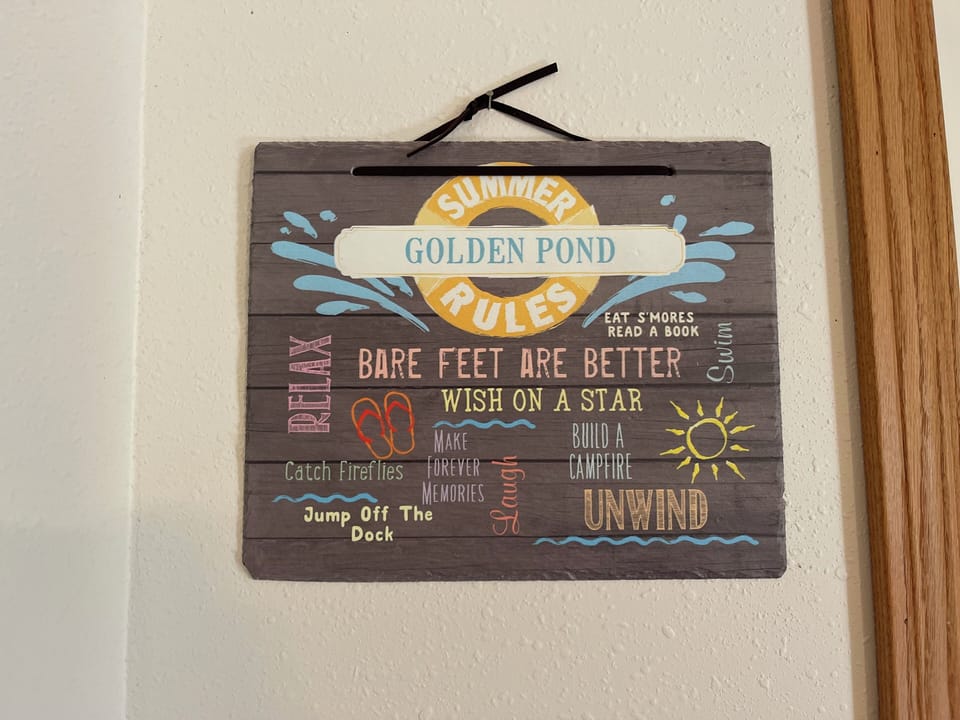 SUMMER
GOLDEN POND
RULES
EAT S'MORES
READ A BOOK
Swim
RELAX
BARE FEET ARE BETTER
WISH ON A STAR
Make
Forever
Memories
BUILD A
CAMPFIRE
Catch Fireflies
Laugh
UNWIND
Jump Off The
Dock